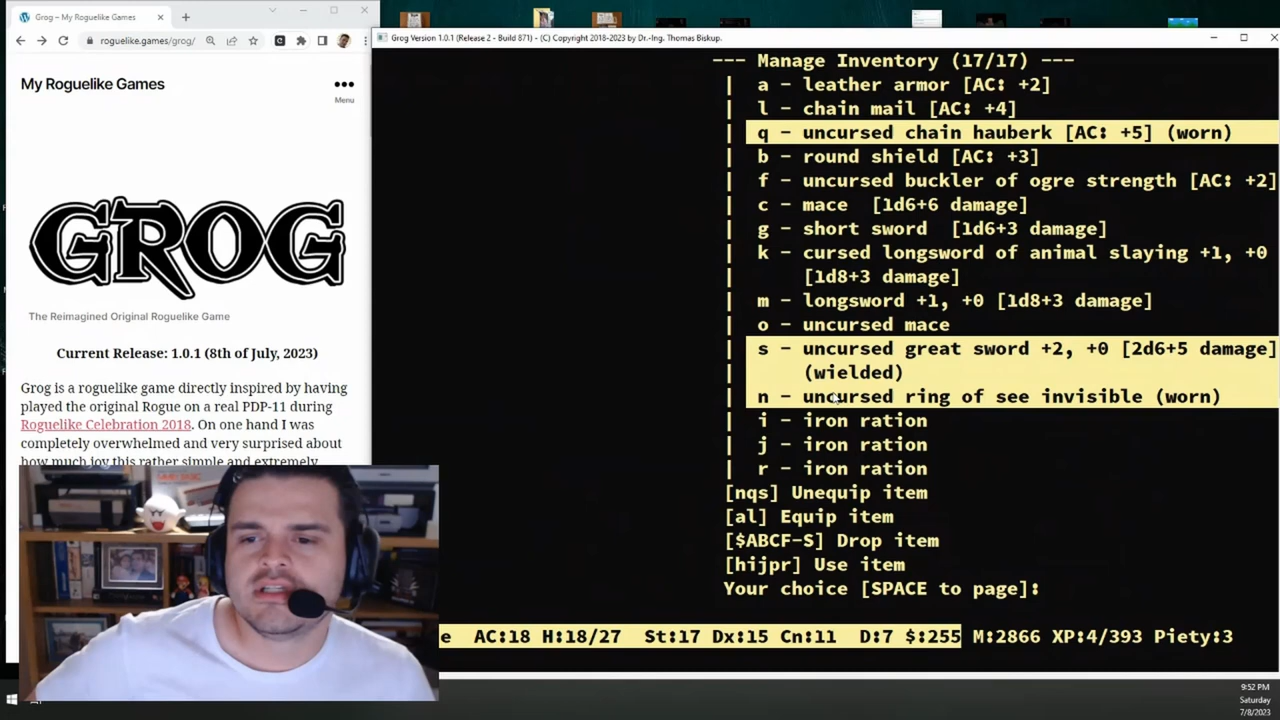 Grog – My Roguelike Games
roguelike.games/grog/
My Roguelike Games
Menu
GROG
The Reimagined Original Roguelike Game
Current Release: 1.0.1 (8th of July, 2023)
Grog is a roguelike game directly inspired by having
played the original Rogue on a real PDP-11 during
Roguelike Celebration 2018. On one hand I was
completely overwhelmed and very surprised about
how much joy this rather simple and extremely
Grog Version 1.0.1 (Release 2 - Build 871) - (C) Copyright 2018-2023 by Dr.-Ing. Thomas Biskup.
--- Manage Inventory (17/17) ---
| a - leather armor [AC: +2]
| l - chain mail [AC: +4]
| q - uncursed chain hauberk [AC: +5] (worn)
| b - round shield [AC: +3]
| f - uncursed buckler of ogre strength [AC: +2]
| c - mace [1d6+6 damage]
| g - short sword [1d6+3 damage]
| k - cursed longsword of animal slaying +1, +0
| [1d8+3 damage]
| m - longsword +1, +0 [1d8+3 damage]
| o - uncursed mace
| s - uncursed great sword +2, +0 [2d6+5 damage]
| (wielded)
| n - uncursed ring of see invisible (worn)
| i - iron ration
| j - iron ration
| r - iron ration
[nqs] Unequip item
[al] Equip item
[$ABCF-S] Drop item
[hijpr] Use item
Your choice [SPACE to page]:
e AC:18 H:18/27 St:17 Dx:15 Cn:11 D:7 $:255 M:2866 XP:4/393 Piety:3
9:52 PM
Saturday
7/8/2023